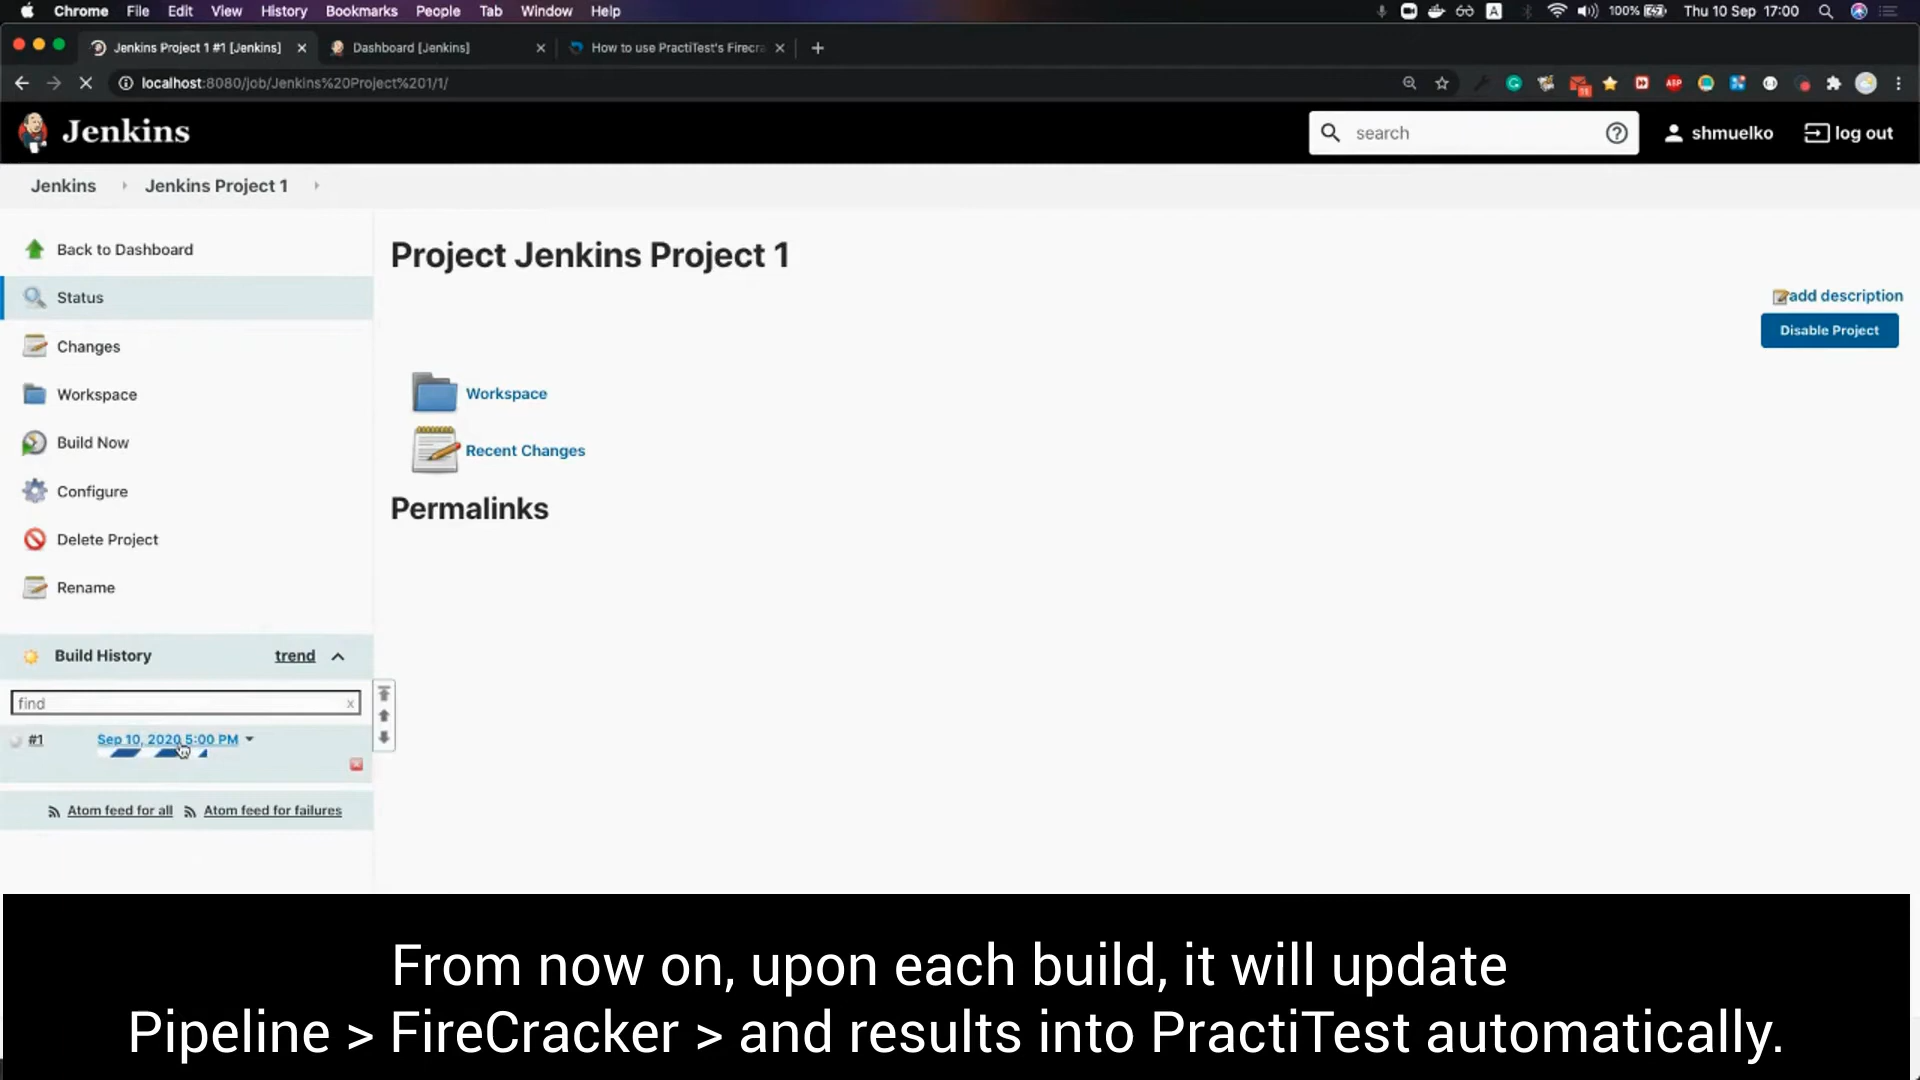 Chrome File Edit View History Bookmarks People Tab Window Help
A 100% Thu 10 Sep 17:00
Jenkins Project 1 #1 [Jenkins]
Dashboard [Jenkins]
How to use PractiTest's Firecra
localhost:8080/job/Jenkins%20Project%201/1/
ABP
Jenkins
search
shmuelko
log out
Jenkins
Jenkins Project 1
Back to Dashboard
Status
Changes
Workspace
Build Now
Configure
Delete Project
Rename
Build History
trend
find
x
#1
Sep 10, 2020 5:00 PM
Atom feed for all
Atom feed for failures
Project Jenkins Project 1
add description
Disable Project
Workspace
Recent Changes
Permalinks
From now on, upon each build, it will update
Pipeline > FireCracker > and results into PractiTest automatically.